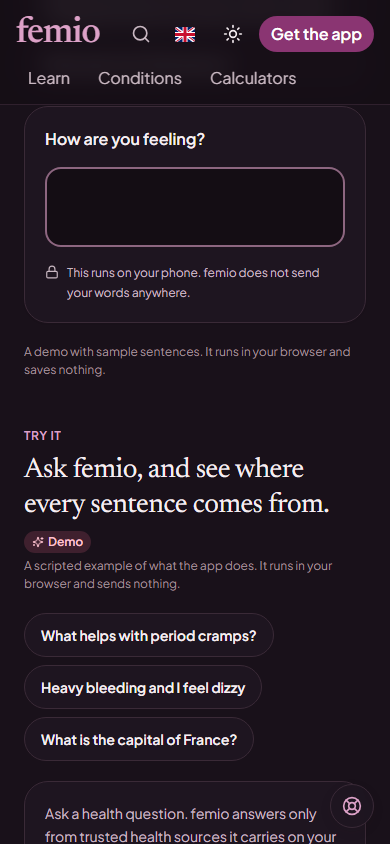 femio
Get the app
Learn
Conditions
Calculators
How are you feeling?
This runs on your phone. femio does not send
your words anywhere.
A demo with sample sentences. It runs in your browser and
saves nothing.
TRY IT
Ask femio, and see where
every sentence comes from.
Demo
A scripted example of what the app does. It runs in your
browser and sends nothing.
What helps with period cramps?
Heavy bleeding and I feel dizzy
What is the capital of France?
Ask a health question. femio answers only
from trusted health sources it carries on your